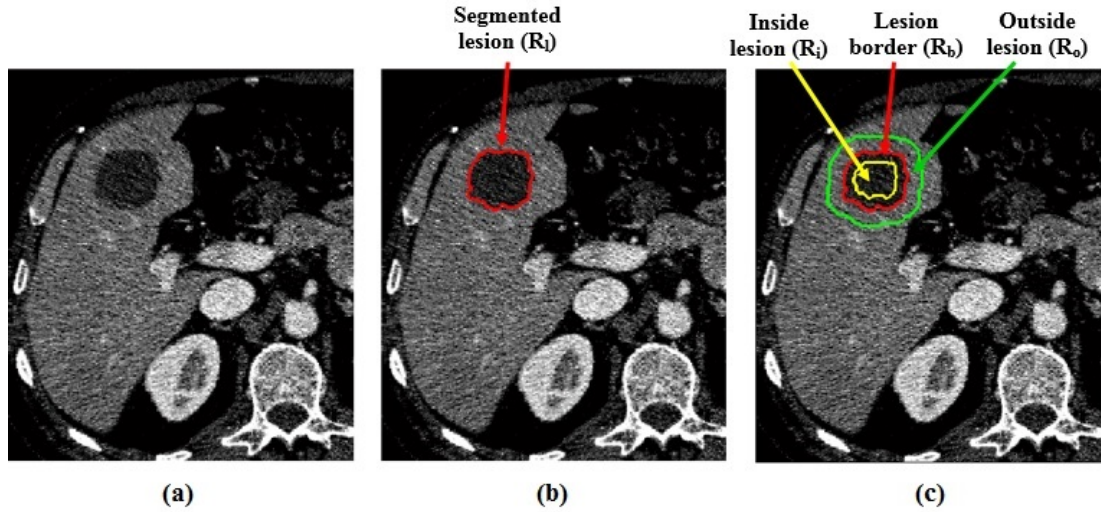 Segmented
lesion (Rl)
Inside
lesion (Ri)
Lesion
border (Rb)
Outside
lesion (Ro)
(a)
(b)
(c)